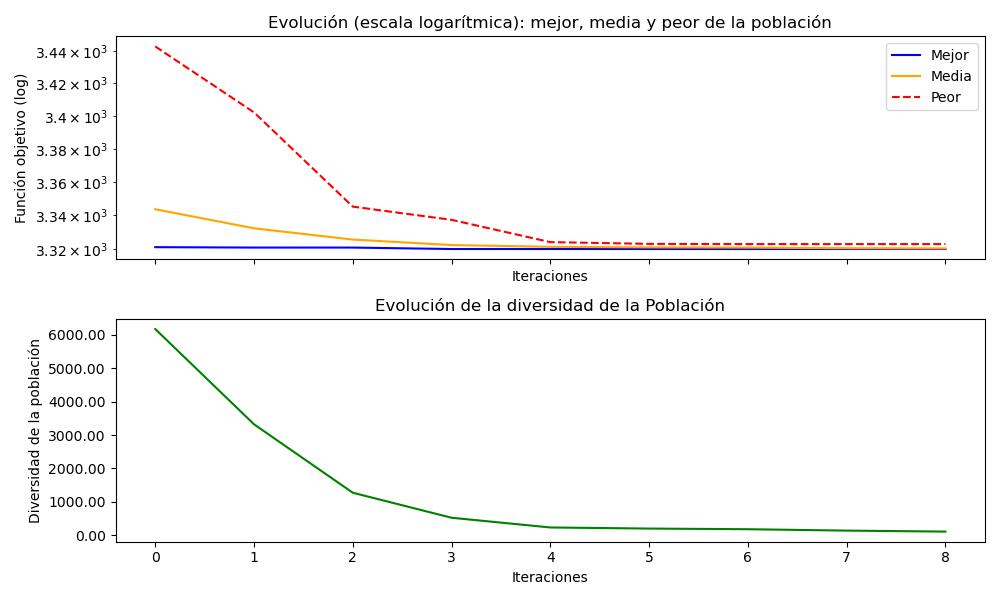 Evolución (escala logarítmica): mejor, media y peor de la población
Función objetivo (log)
3.44 × 10³
3.42 × 10³
3.4 × 10³
3.38 × 10³
3.36 × 10³
3.34 × 10³
3.32 × 10³
Mejor
Media
Peor
Iteraciones
Evolución de la diversidad de la Población
Diversidad de la población
6000.00
5000.00
4000.00
3000.00
2000.00
1000.00
0.00
0 1 2 3 4 5 6 7 8
Iteraciones